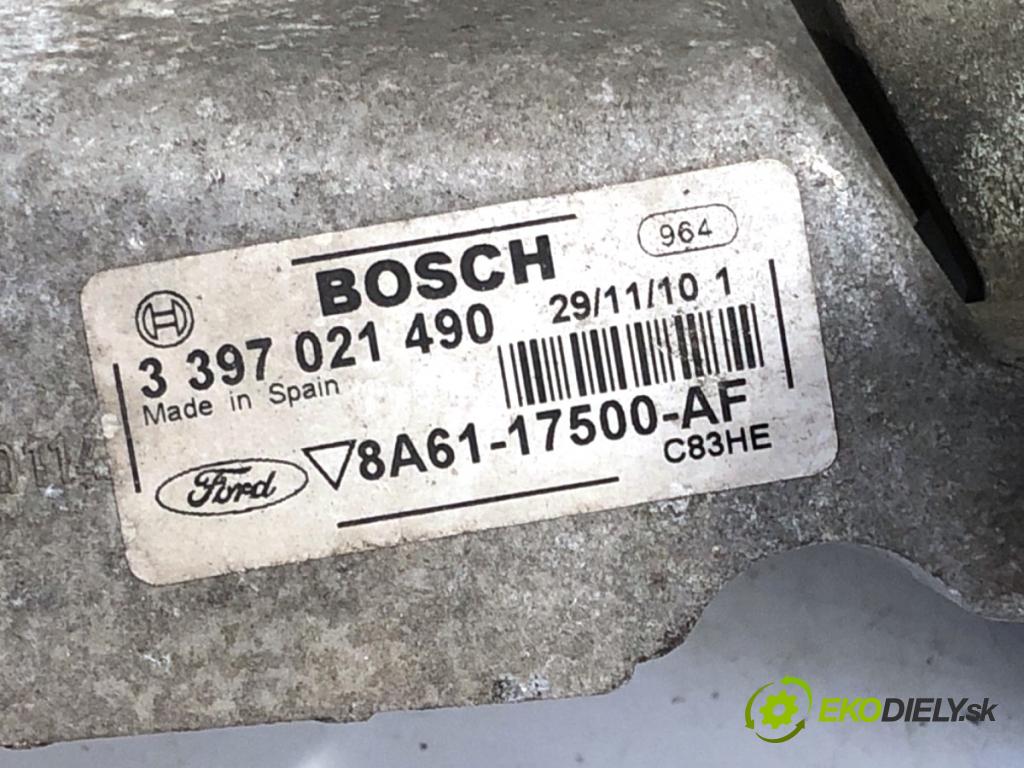 BOSCH
964
3 397 021 490
29/11/10 1
Made in Spain
Ford
8A61-17500-AF
C83HE
EKODIELY.sk